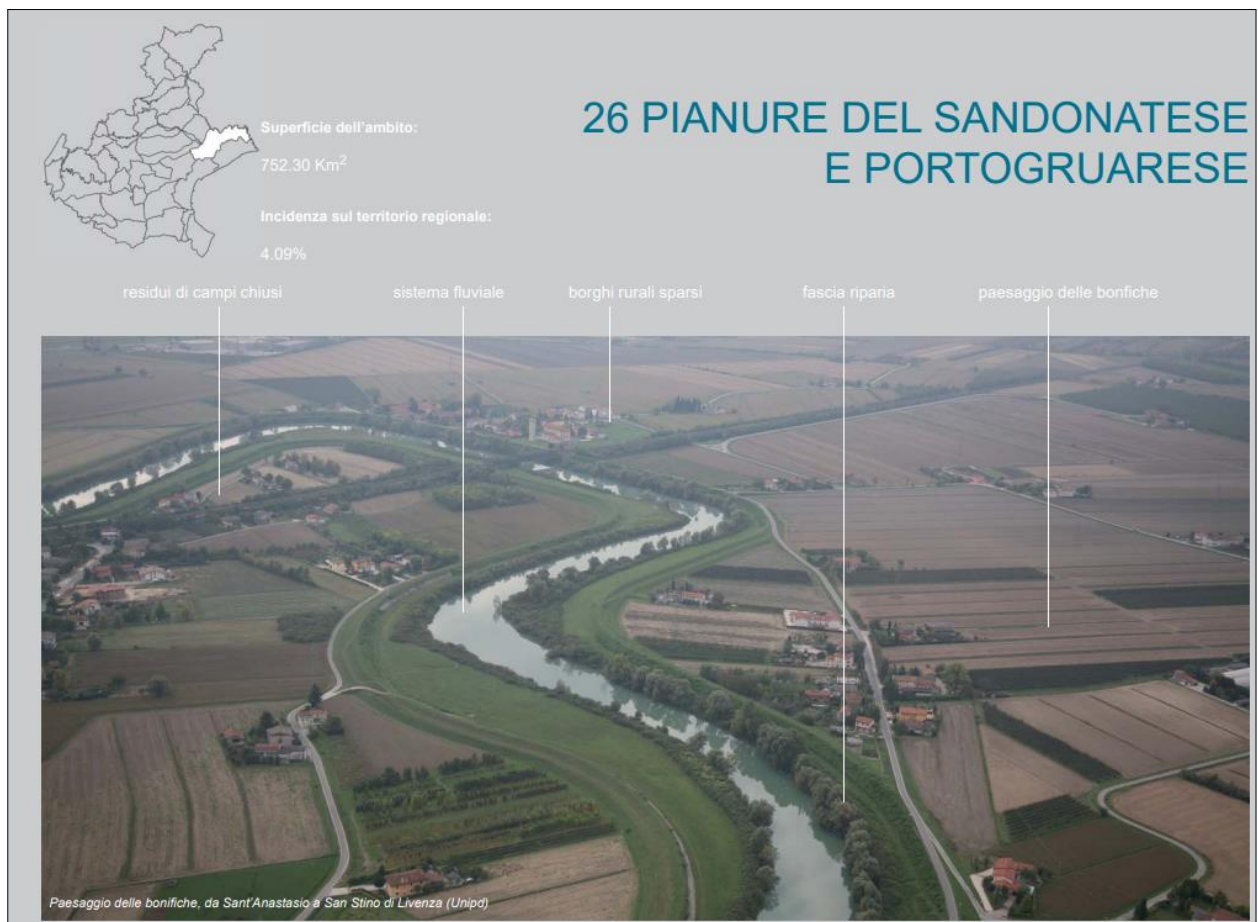 26 PIANURE DEL SANDONATESE
E PORTOGRUARESE
Superficie dell'ambito:
752.30 Km²
Incidenza sul territorio regionale:
4.09%
residui di campi chiusi
sistema fluviale
borghi rurali sparsi
fascia riparia
paesaggio delle bonfiche
Paesaggio delle bonifiche, da Sant'Anastasio a San Stino di Livenza (Unipd)